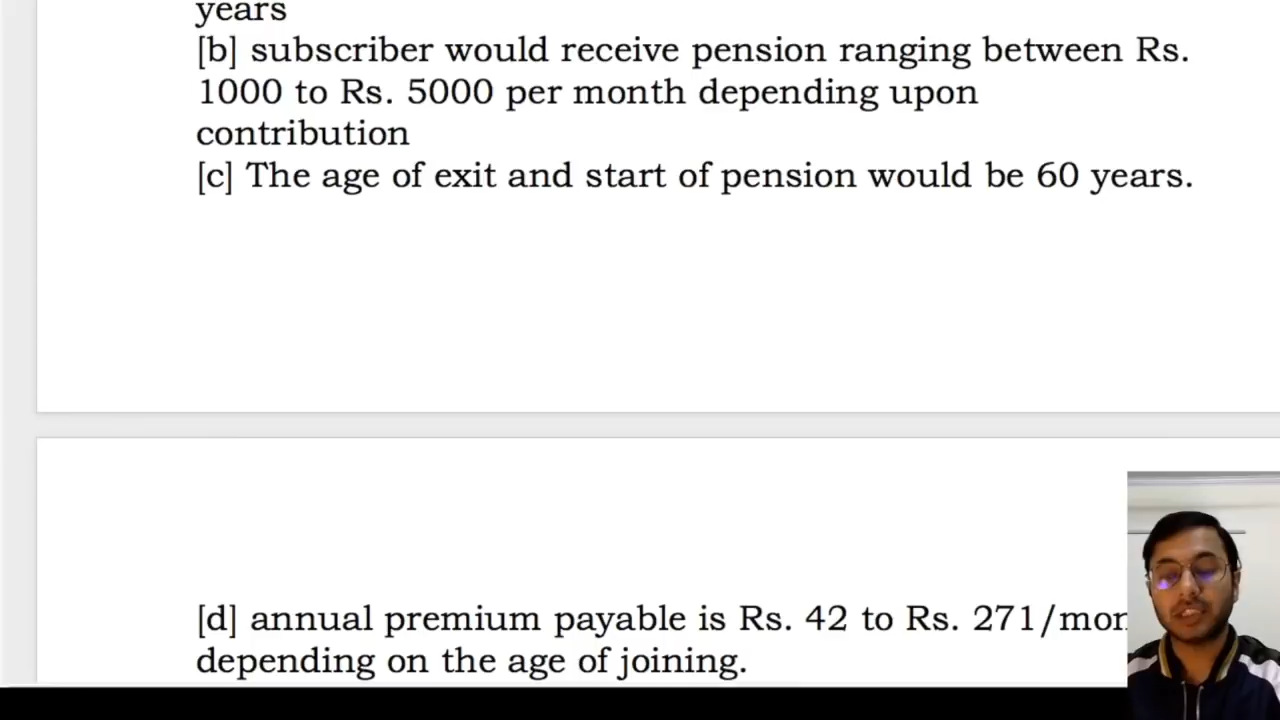 years
[b] subscriber would receive pension ranging between Rs.
1000 to Rs. 5000 per month depending upon
contribution
[c] The age of exit and start of pension would be 60 years.
[d] annual premium payable is Rs. 42 to Rs. 271/mon
depending on the age of joining.